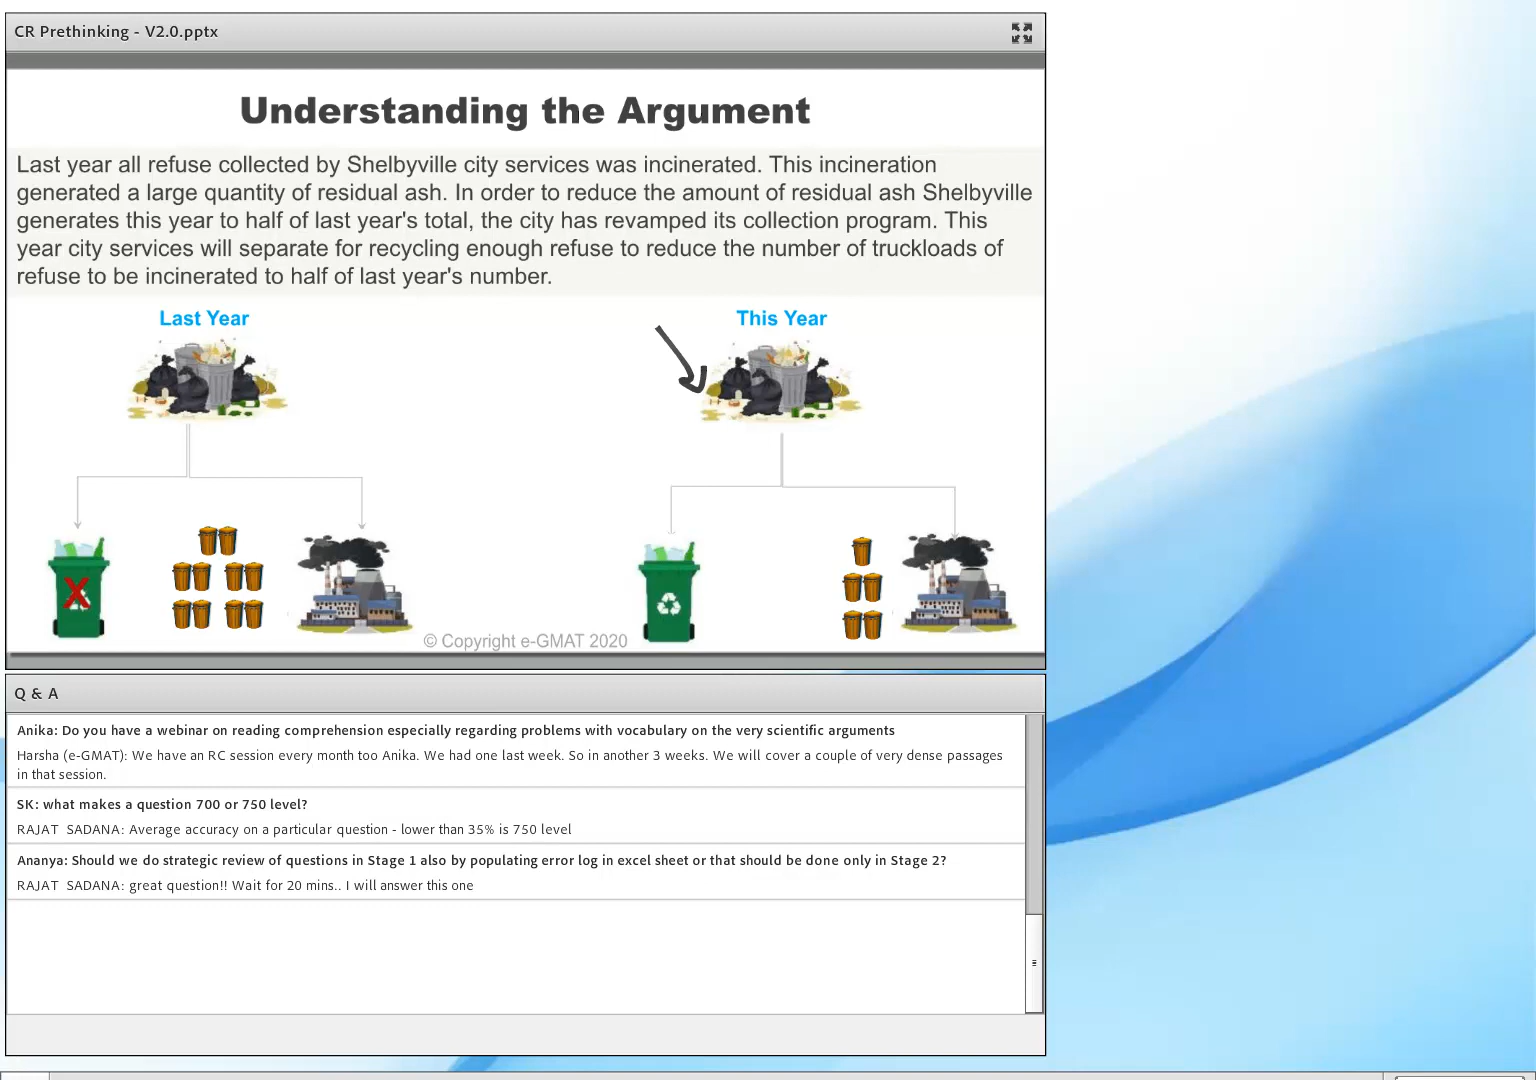 CR Prethinking - V2.0.pptx
Understanding the Argument
Last year all refuse collected by Shelbyville city services was incinerated. This incineration
generated a large quantity of residual ash. In order to reduce the amount of residual ash Shelbyville
generates this year to half of last year's total, the city has revamped its collection program. This
year city services will separate for recycling enough refuse to reduce the number of truckloads of
refuse to be incinerated to half of last year's number.
Last Year
This Year
X
© Copyright e-GMAT 2020
Q & A
Anika: Do you have a webinar on reading comprehension especially regarding problems with vocabulary on the very scientific arguments
Harsha (e-GMAT): We have an RC session every month too Anika. We had one last week. So in another 3 weeks. We will cover a couple of very dense passages
in that session.
SK: what makes a question 700 or 750 level?
RAJAT SADANA: Average accuracy on a particular question - lower than 35% is 750 level
Ananya: Should we do strategic review of questions in Stage 1 also by populating error log in excel sheet or that should be done only in Stage 2?
RAJAT SADANA: great question!! Wait for 20 mins.. I will answer this one